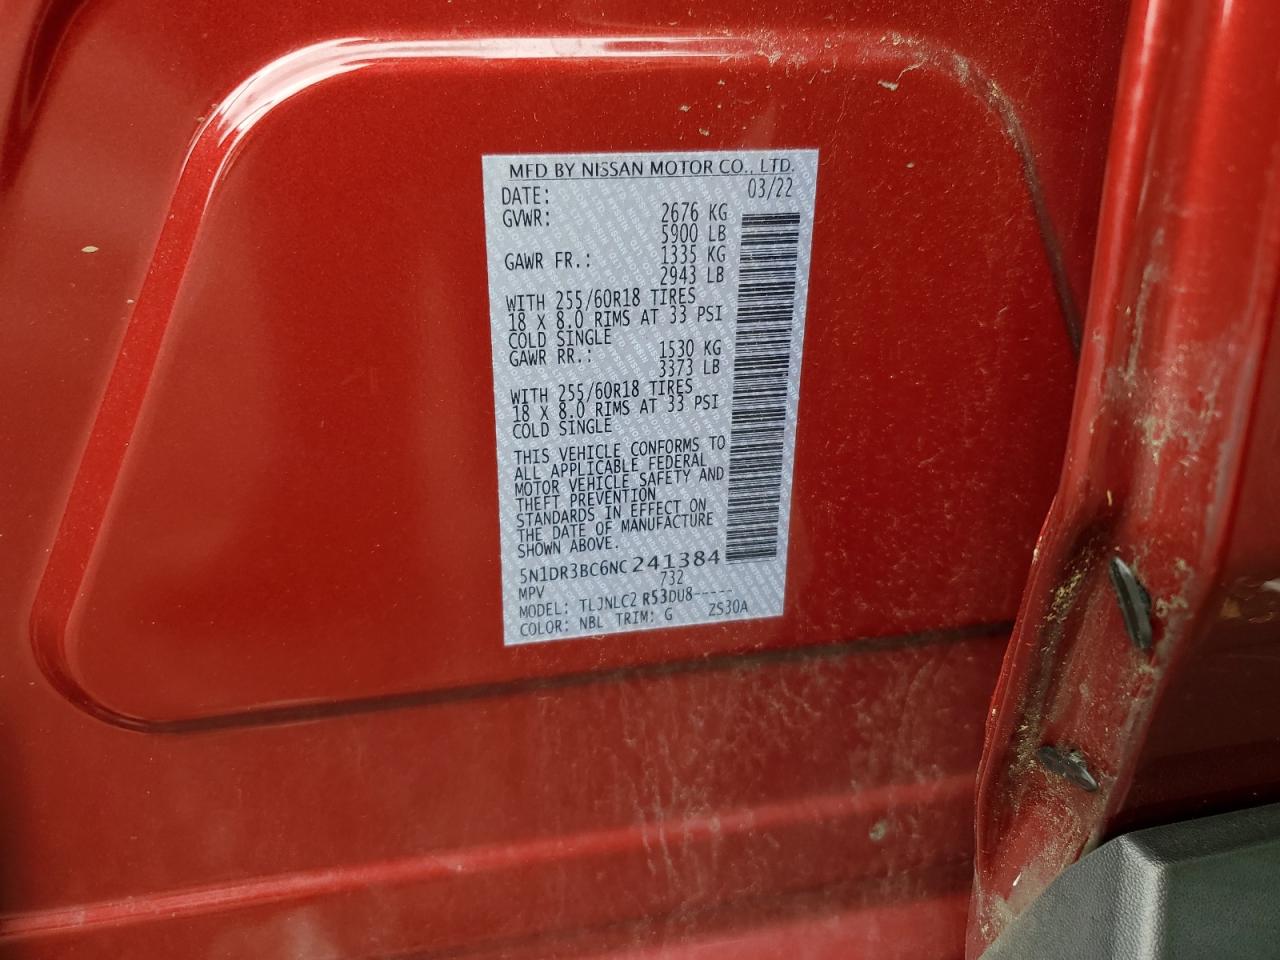 MFD BY NISSAN MOTOR CO., LTD.
DATE: 03/22
GVWR: 2676 KG
5900 LB
GAWR FR.: 1335 KG
2943 LB
WITH 255/60R18 TIRES
18 X 8.0 RIMS AT 33 PSI
COLD SINGLE
GAWR RR.: 1530 KG
3373 LB
WITH 255/60R18 TIRES
18 X 8.0 RIMS AT 33 PSI
COLD SINGLE
THIS VEHICLE CONFORMS TO
ALL APPLICABLE FEDERAL
MOTOR VEHICLE SAFETY AND
THEFT PREVENTION
STANDARDS IN EFFECT ON
THE DATE OF MANUFACTURE
SHOWN ABOVE.
5N1DR3BC6NC241384
MPV 732
MODEL: TLJNLC2 R53DU8-----
COLOR: NBL TRIM: G ZS30A